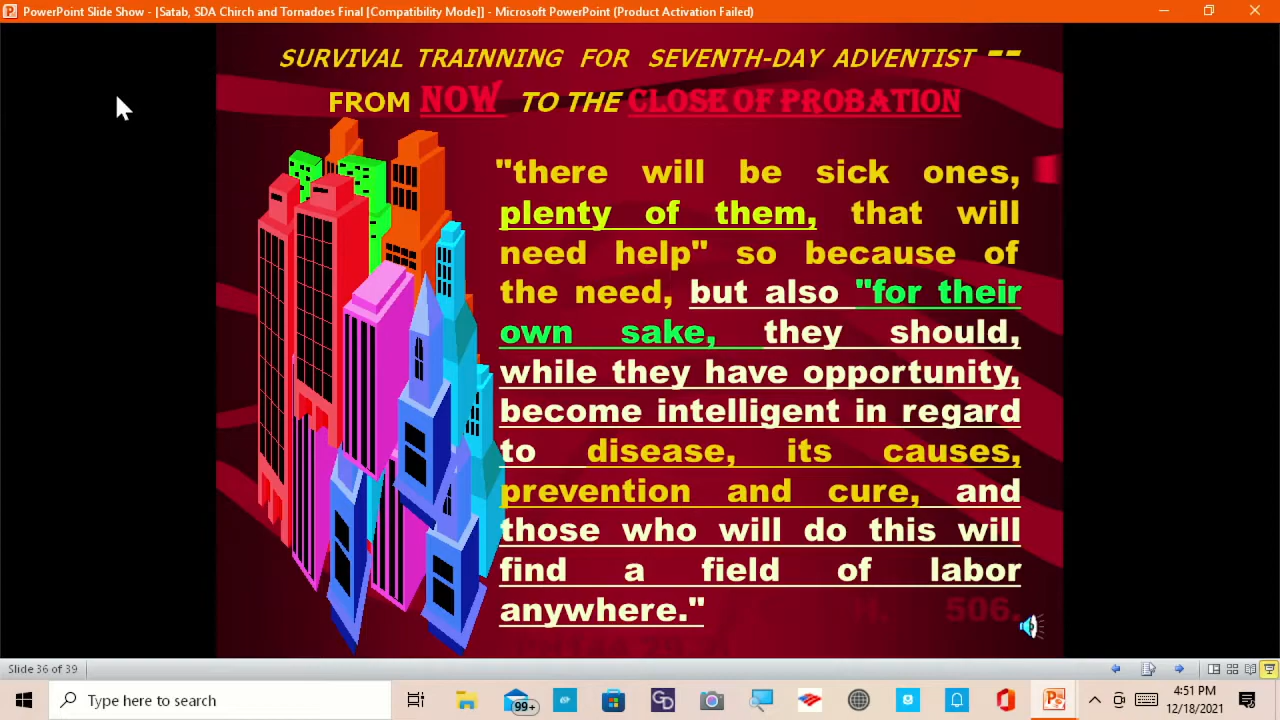 PowerPoint Slide Show - [Satab, SDA Chirch and Tornadoes Final [Compatibility Mode]] - Microsoft PowerPoint (Product Activation Failed)
SURVIVAL TRAINNING FOR SEVENTH-DAY ADVENTIST --
FROM NOW TO THE CLOSE OF PROBATION
"there will be sick ones,
plenty of them, that will
need help" so because of
the need, but also "for their
own sake, they should,
while they have opportunity,
become intelligent in regard
to disease, its causes,
prevention and cure, and
those who will do this will
find a field of labor
anywhere." H. 506.
Slide 36 of 39
Type here to search
99+
GD
4:51 PM
12/18/2021